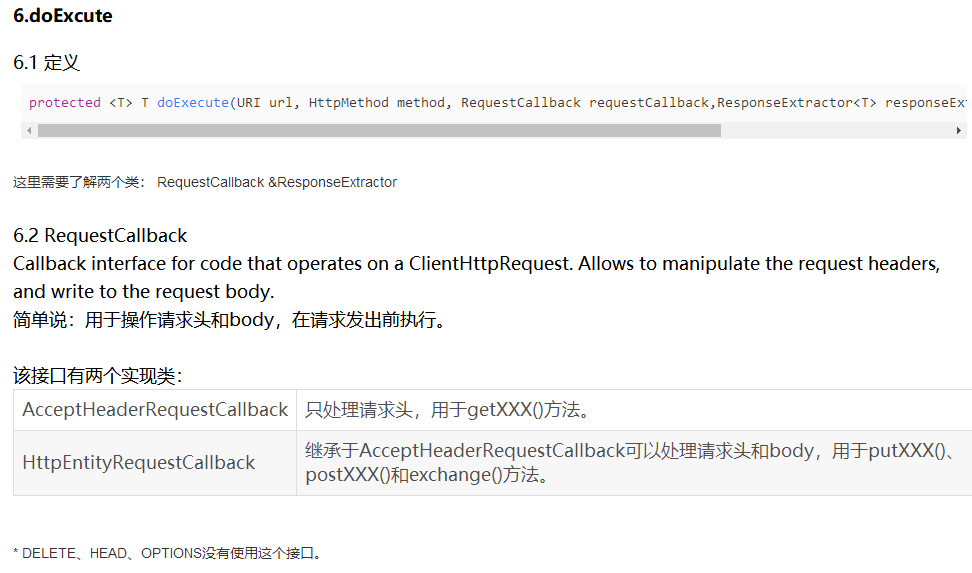 6.doExcute
6.1 定义
protected <T> T doExecute(URI url, HttpMethod method, RequestCallback requestCallback,ResponseExtractor<T> responseExt
这里需要了解两个类： RequestCallback &ResponseExtractor
6.2 RequestCallback
Callback interface for code that operates on a ClientHttpRequest. Allows to manipulate the request headers,
and write to the request body.
简单说：用于操作请求头和body，在请求发出前执行。
该接口有两个实现类：
AcceptHeaderRequestCallback 只处理请求头，用于getXXX()方法。
HttpEntityRequestCallback 继承于AcceptHeaderRequestCallback可以处理请求头和body，用于putXXX()、
postXXX()和exchange()方法。
* DELETE、HEAD、OPTIONS没有使用这个接口。